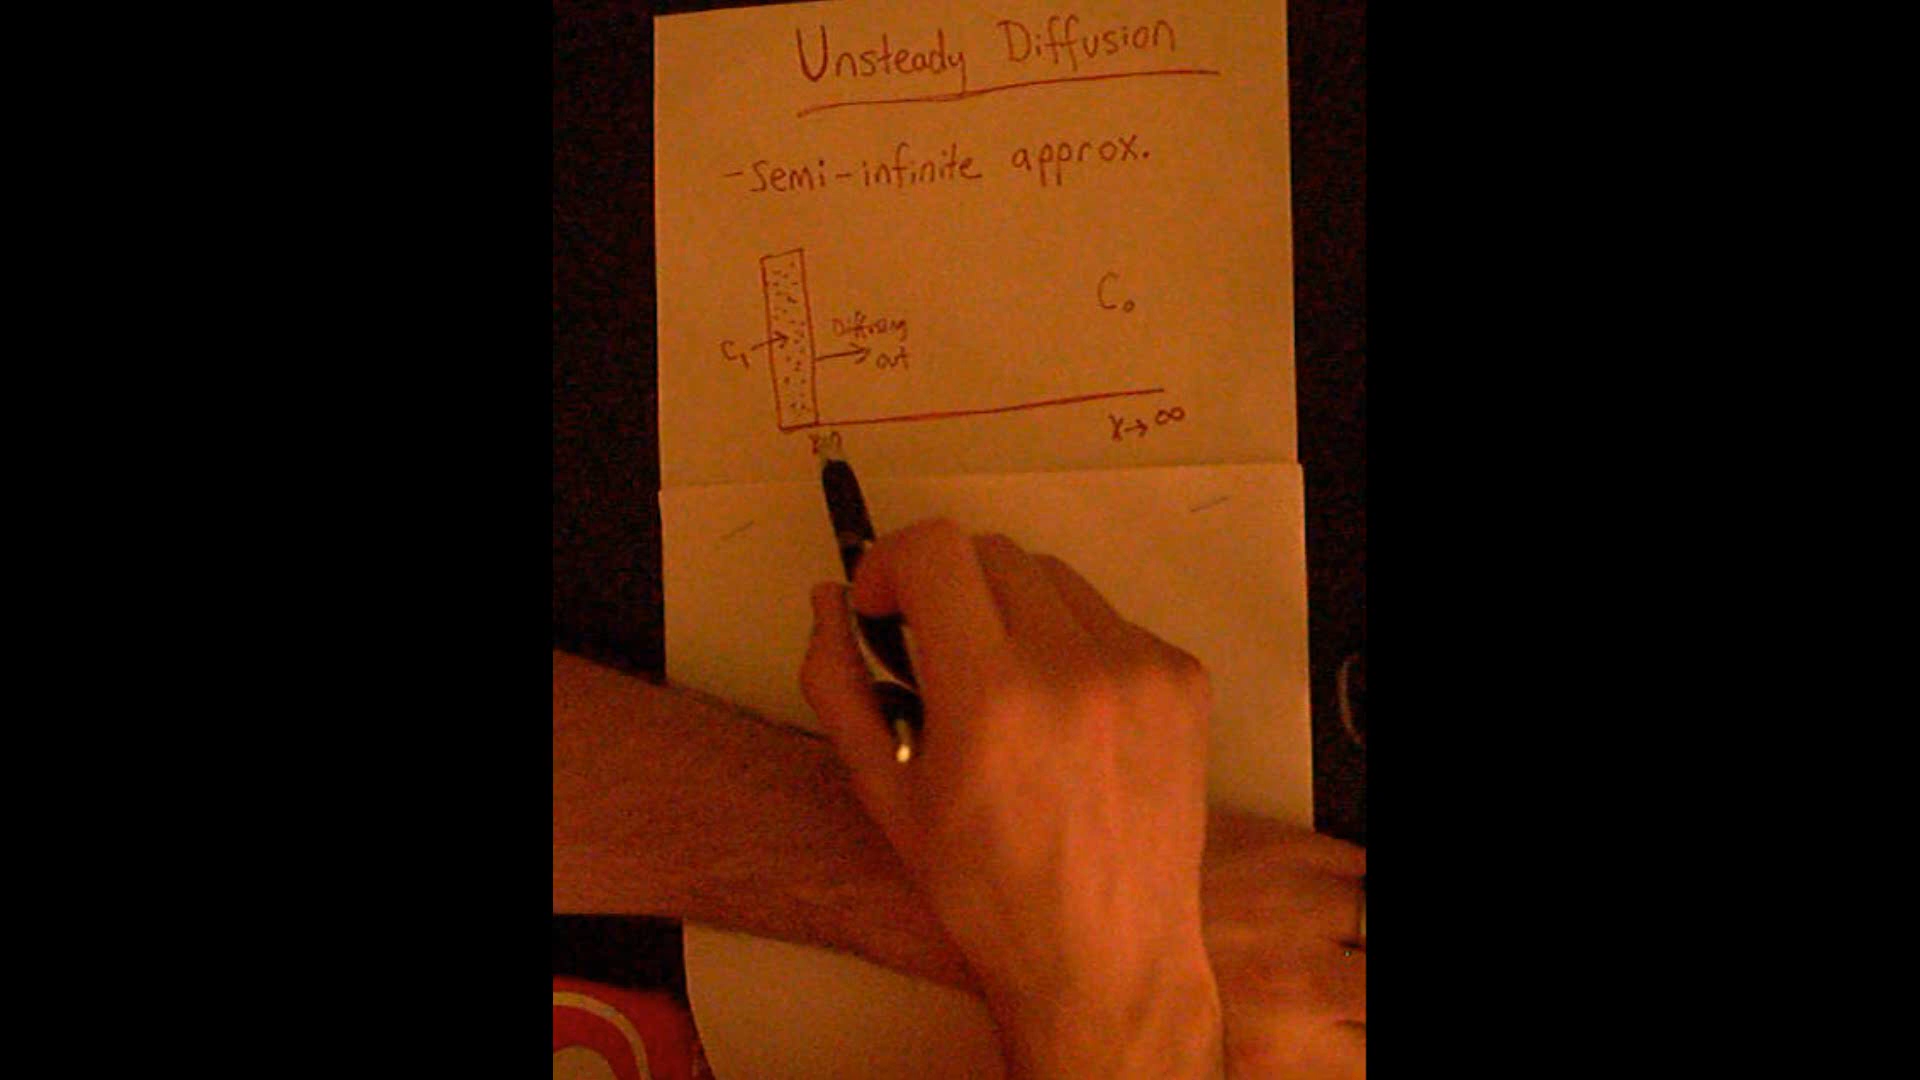 Unsteady Diffusion
- Semi-infinite approx.
C₀
Diffusing
C₁
out
x→∞